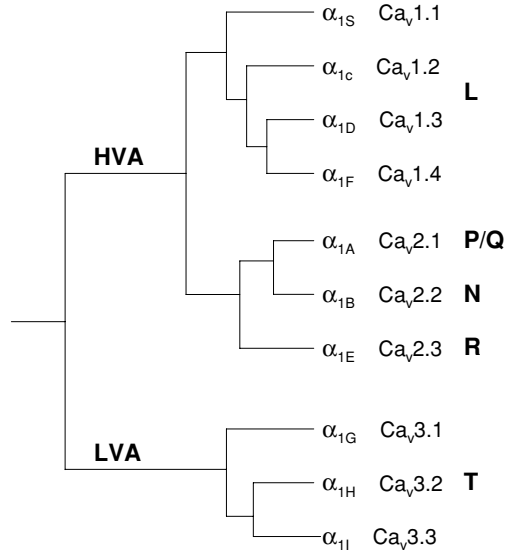 α1S Cav1.1
α1c Cav1.2
L
α1D Cav1.3
HVA
α1F Cav1.4
α1A Cav2.1 P/Q
α1B Cav2.2 N
α1E Cav2.3 R
α1G Cav3.1
LVA
α1H Cav3.2 T
α1I Cav3.3